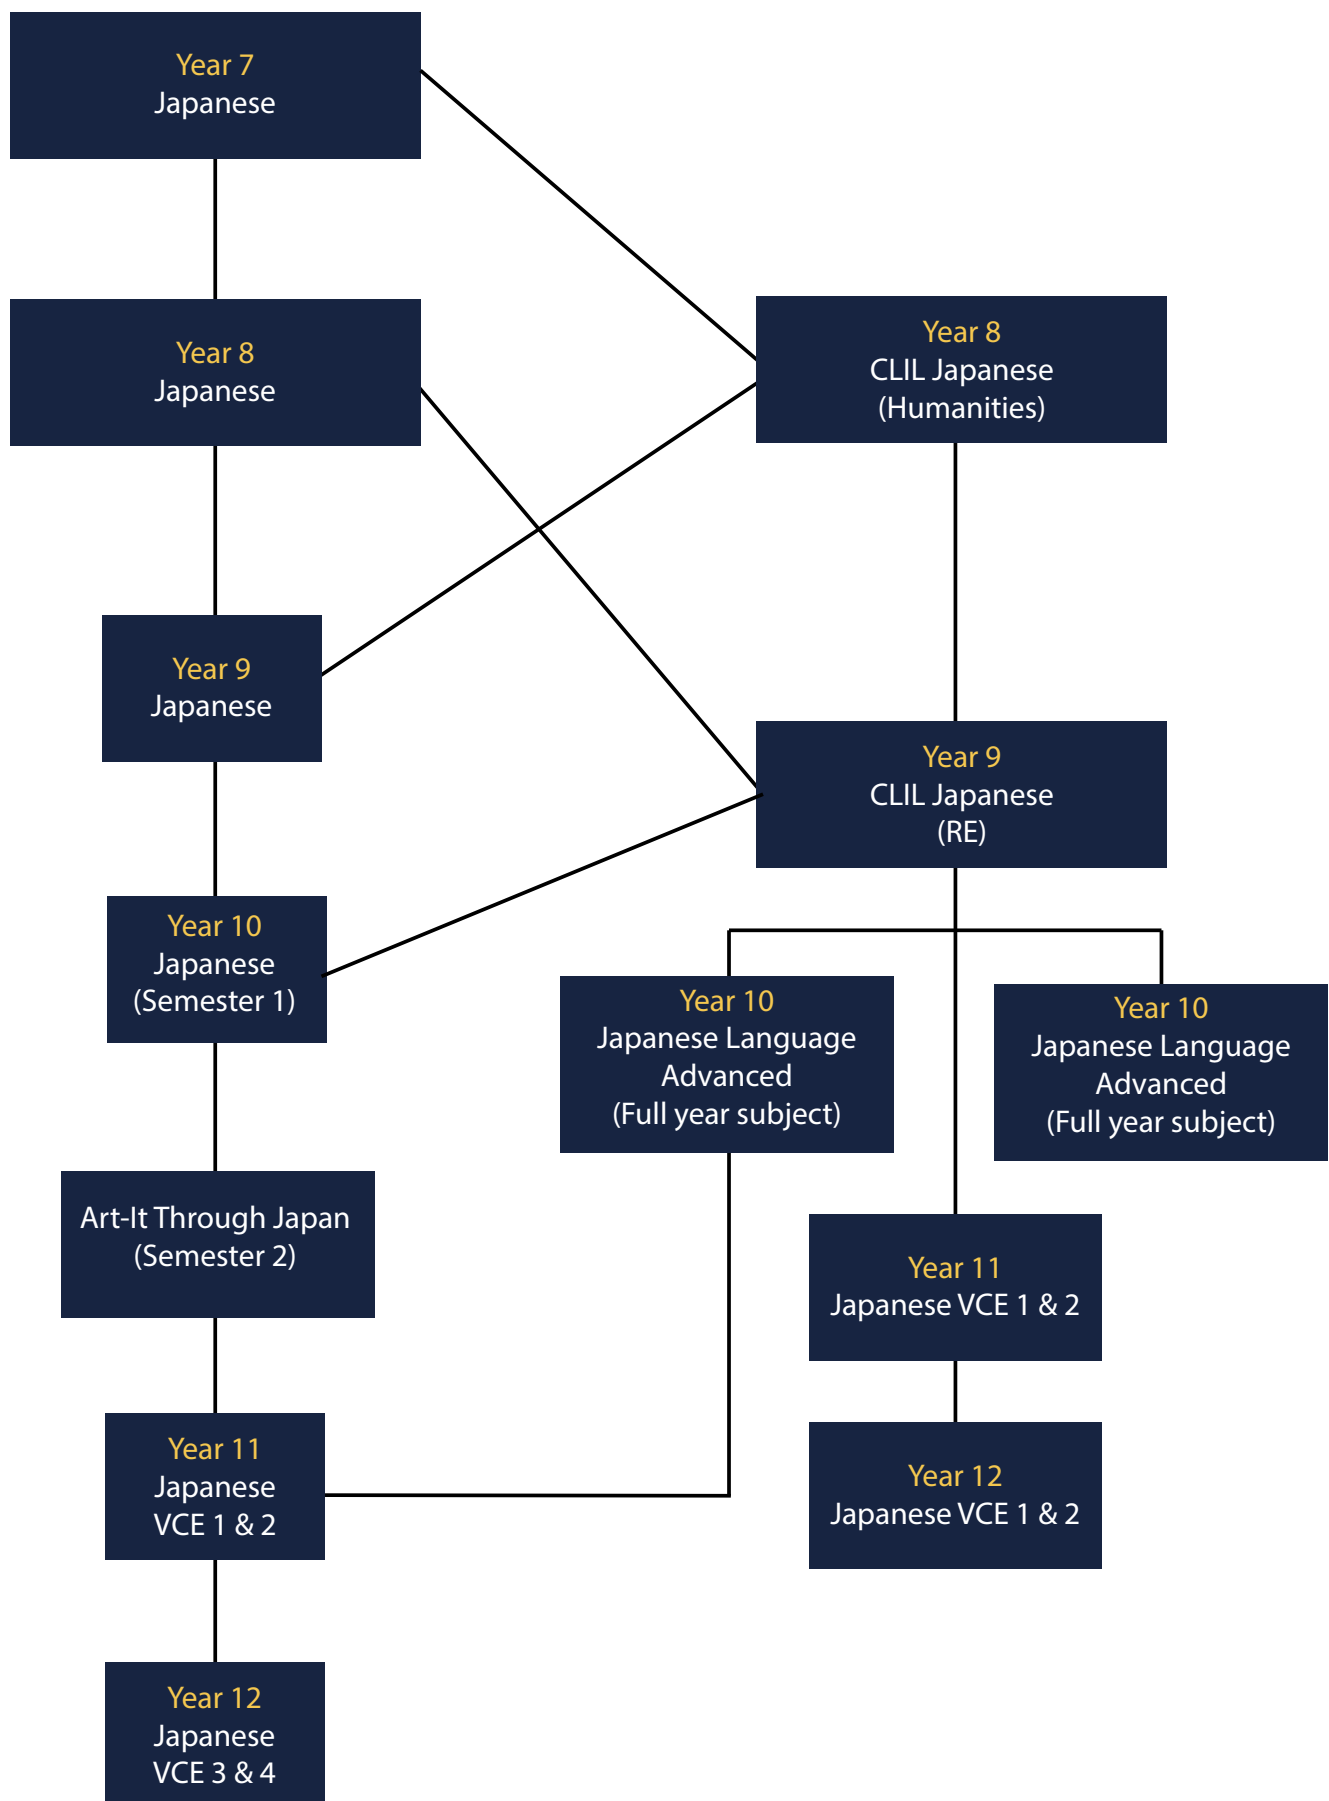 Year 7
Japanese
Year 8
Japanese
Year 8
CLIL Japanese
(Humanities)
Year 9
Japanese
Year 9
CLIL Japanese
(RE)
Year 10
Japanese
(Semester 1)
Year 10
Japanese Language
Advanced
(Full year subject)
Year 10
Japanese Language
Advanced
(Full year subject)
Art-It Through Japan
(Semester 2)
Year 11
Japanese VCE 1 & 2
Year 11
Japanese
VCE 1 & 2
Year 12
Japanese VCE 1 & 2
Year 12
Japanese
VCE 3 & 4